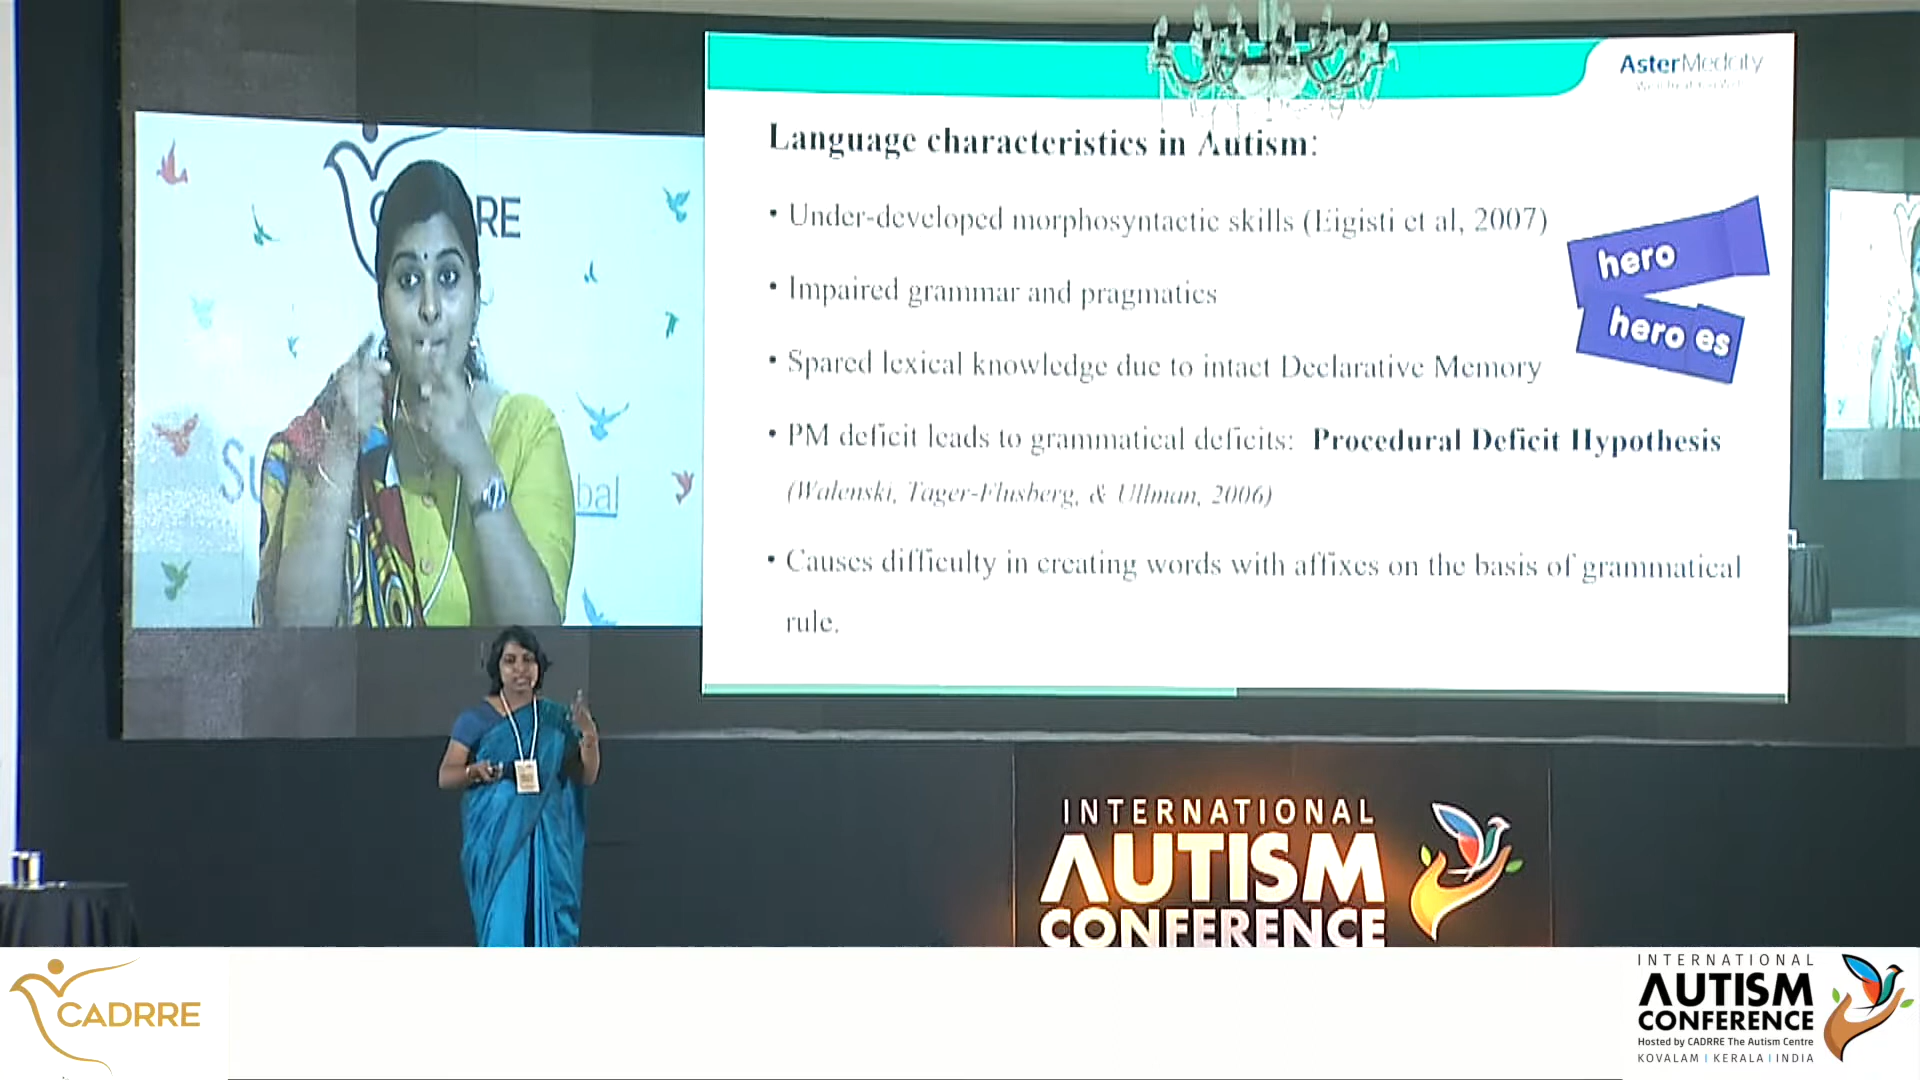 AsterMedcity
Language characteristics in Autism:
• Under-developed morphosyntactic skills (Eigisti et al, 2007)
• Impaired grammar and pragmatics
• Spared lexical knowledge due to intact Declarative Memory
• PM deficit leads to grammatical deficits: Procedural Deficit Hypothesis
(Walenski, Tager-Flusberg, & Ullman, 2006)
• Causes difficulty in creating words with affixes on the basis of grammatical
rule.
hero
hero es
RE
Su
bal
INTERNATIONAL
AUTISM
CONFERENCE
CADRRE
INTERNATIONAL
AUTISM
CONFERENCE
Hosted by CADRRE The Autism Centre
KOVALAM | KERALA | INDIA